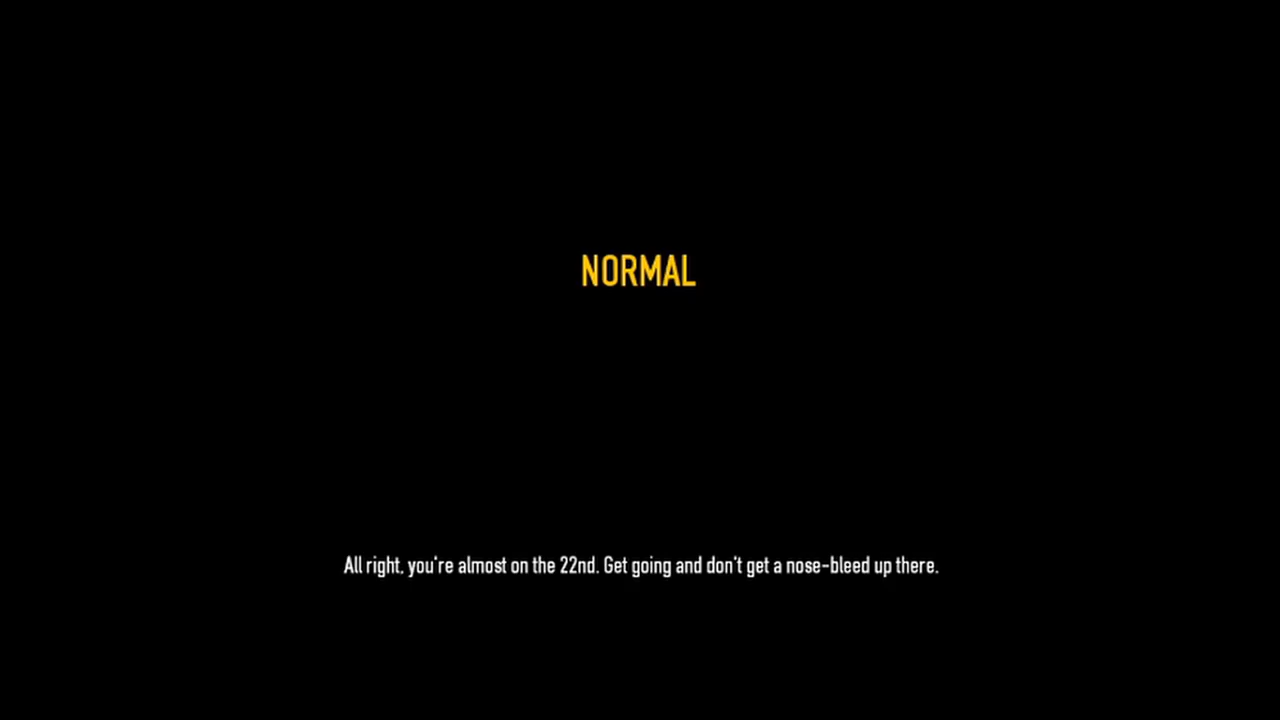 NORMAL
All right, you're almost on the 22nd. Get going and don't get a nose-bleed up there.